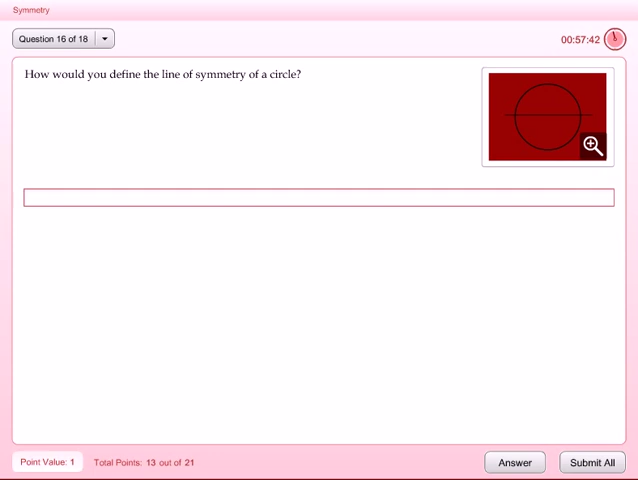 Symmetry
Question 16 of 18
00:57:42
How would you define the line of symmetry of a circle?
Point Value: 1
Total Points: 13 out of 21
Answer
Submit All